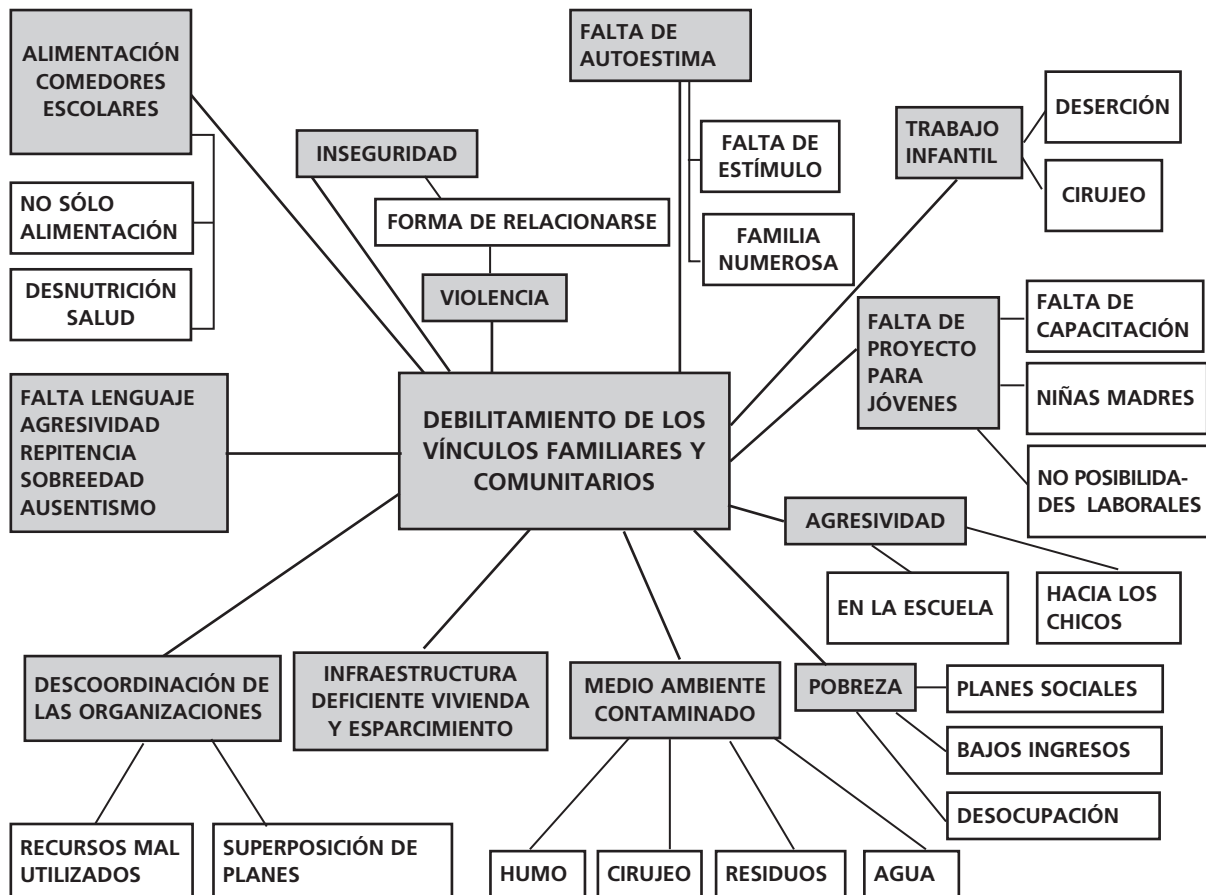 ALIMENTACIÓN
COMEDORES
ESCOLARES
NO SÓLO
ALIMENTACIÓN
DESNUTRICIÓN
SALUD
INSEGURIDAD
FORMA DE RELACIONARSE
VIOLENCIA
FALTA DE
AUTOESTIMA
FALTA DE
ESTÍMULO
FAMILIA
NUMEROSA
TRABAJO
INFANTIL
DESERCIÓN
CIRUJEO
FALTA DE
PROYECTO
PARA
JÓVENES
FALTA DE
CAPACITACIÓN
NIÑAS MADRES
NO POSIBILIDA-
DES LABORALES
FALTA LENGUAJE
AGRESIVIDAD
REPITENCIA
SOBREEDAD
AUSENTISMO
DEBILITAMIENTO DE LOS
VÍNCULOS FAMILIARES Y
COMUNITARIOS
AGRESIVIDAD
EN LA ESCUELA
HACIA LOS
CHICOS
DESCOORDINACIÓN DE
LAS ORGANIZACIONES
RECURSOS MAL
UTILIZADOS
SUPERPOSICIÓN DE
PLANES
INFRAESTRUCTURA
DEFICIENTE VIVIENDA
Y ESPARCIMIENTO
MEDIO AMBIENTE
CONTAMINADO
HUMO
CIRUJEO
RESIDUOS
AGUA
POBREZA
PLANES SOCIALES
BAJOS INGRESOS
DESOCUPACIÓN